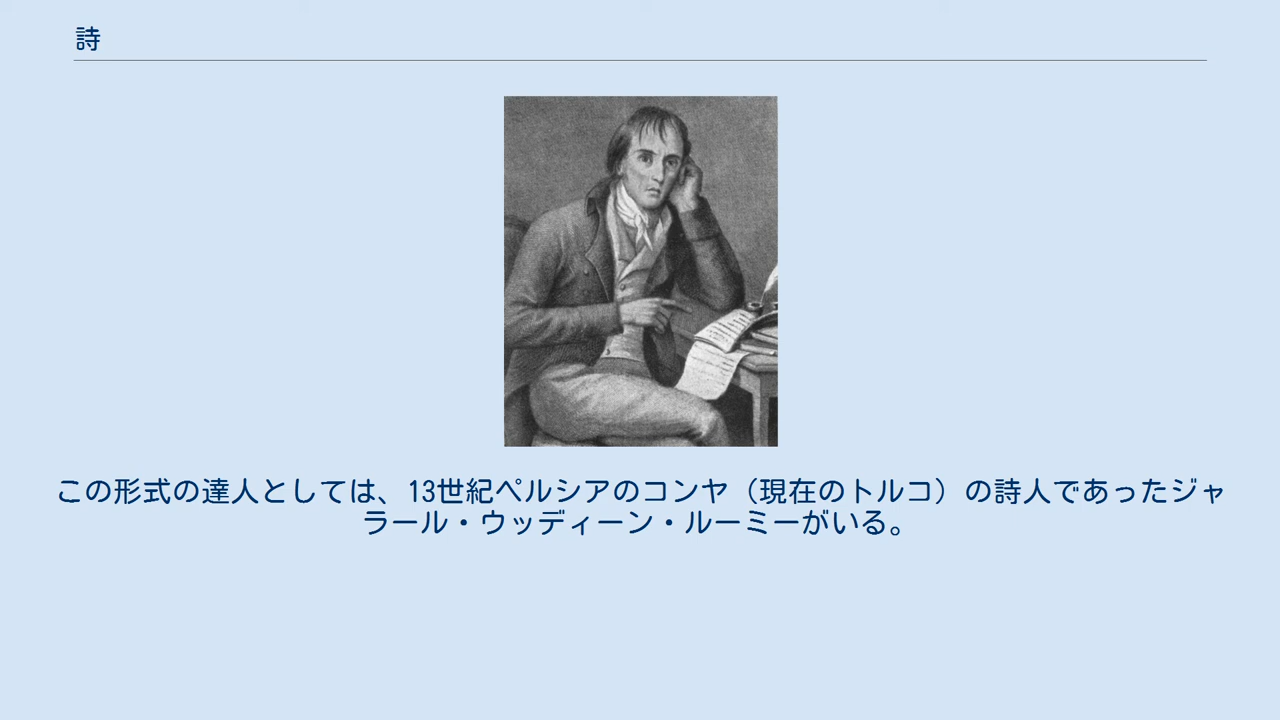 詩
この形式の達人としては、13世紀ペルシアのコンヤ（現在のトルコ）の詩人であったジャ
ラール・ウッディーン・ルーミーがいる。